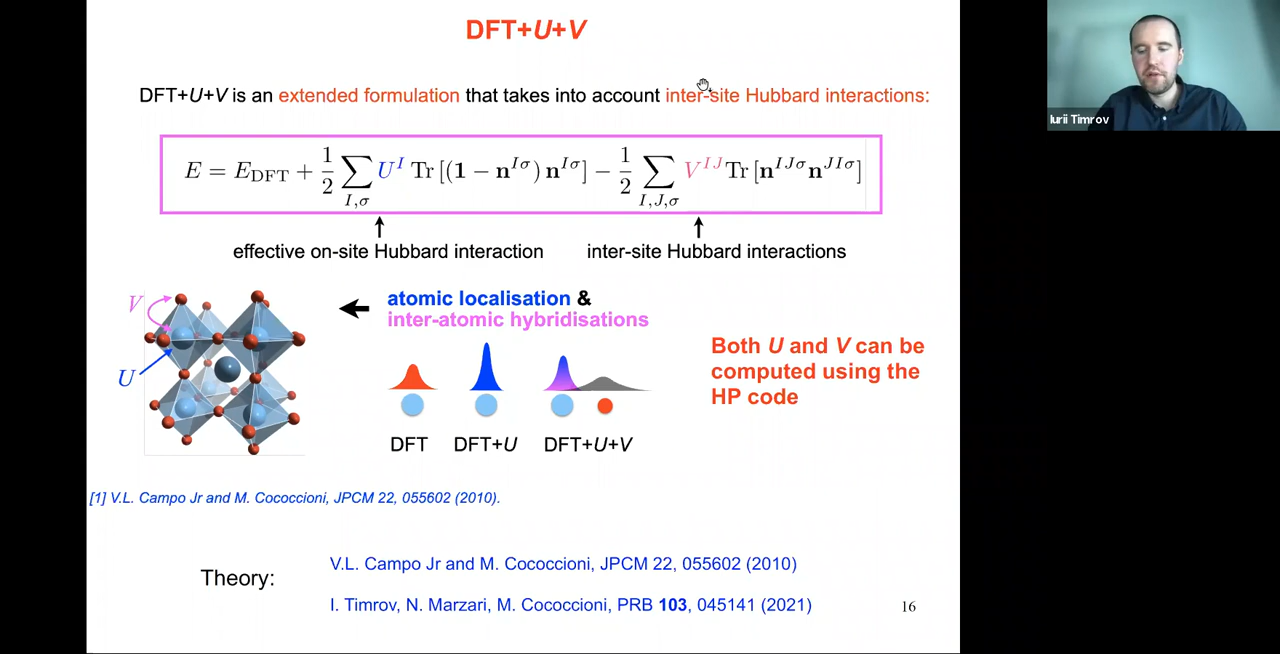 DFT+U+V
DFT+U+V is an extended formulation that takes into account inter-site Hubbard interactions:
E = E_DFT + 1/2 ∑_{I,σ} U^I Tr [(1 − n^{Iσ}) n^{Iσ}] − 1/2 ∑_{I,J,σ} V^{IJ} Tr [n^{IJσ} n^{JIσ}]
effective on-site Hubbard interaction
inter-site Hubbard interactions
V
U
atomic localisation &
inter-atomic hybridisations
DFT DFT+U DFT+U+V
Both U and V can be
computed using the
HP code
[1] V.L. Campo Jr and M. Cococcioni, JPCM 22, 055602 (2010).
Theory:
V.L. Campo Jr and M. Cococcioni, JPCM 22, 055602 (2010)
I. Timrov, N. Marzari, M. Cococcioni, PRB 103, 045141 (2021)
16
Iurii Timrov